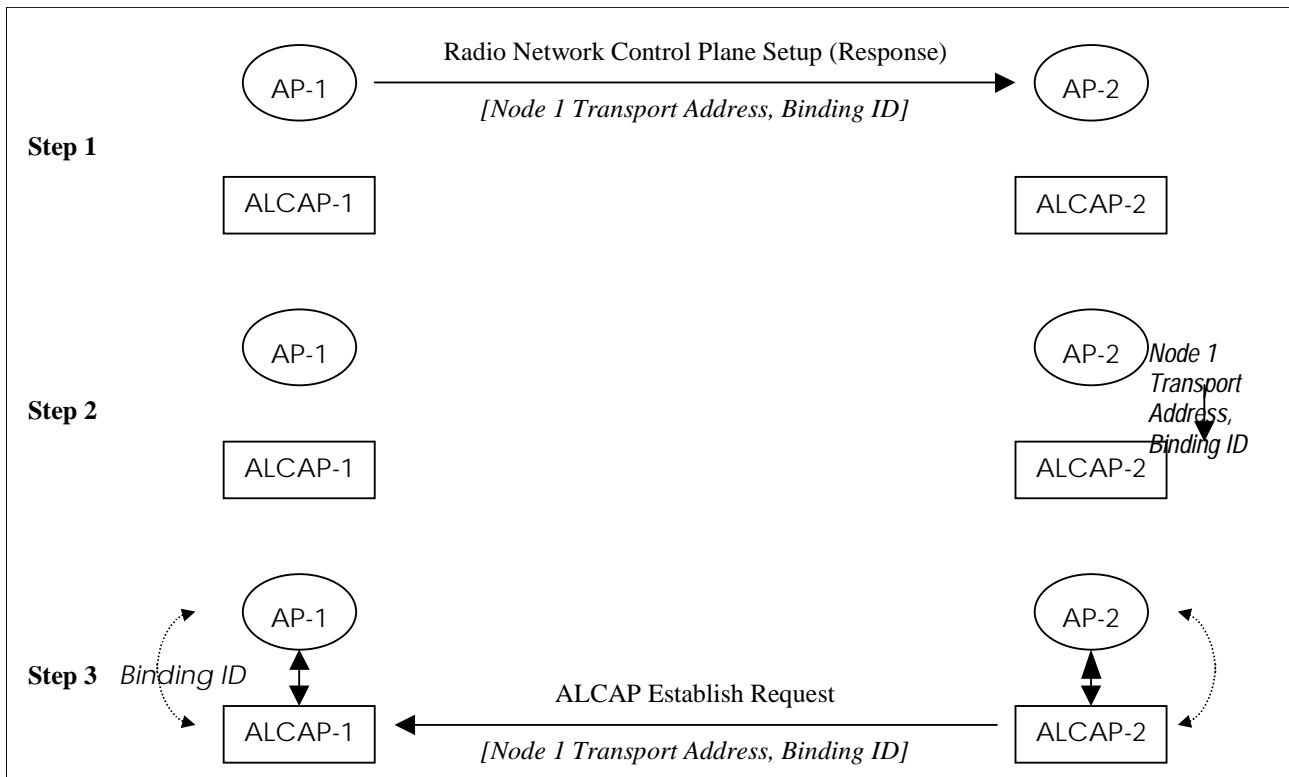 Radio Network Control Plane Setup (Response)
AP-1
AP-2
[Node 1 Transport Address, Binding ID]
Step 1
ALCAP-1
ALCAP-2
AP-1
AP-2
Node 1
Transport
Address,
Binding ID
Step 2
ALCAP-1
ALCAP-2
AP-1
AP-2
Step 3
Binding ID
ALCAP Establish Request
ALCAP-1
ALCAP-2
[Node 1 Transport Address, Binding ID]